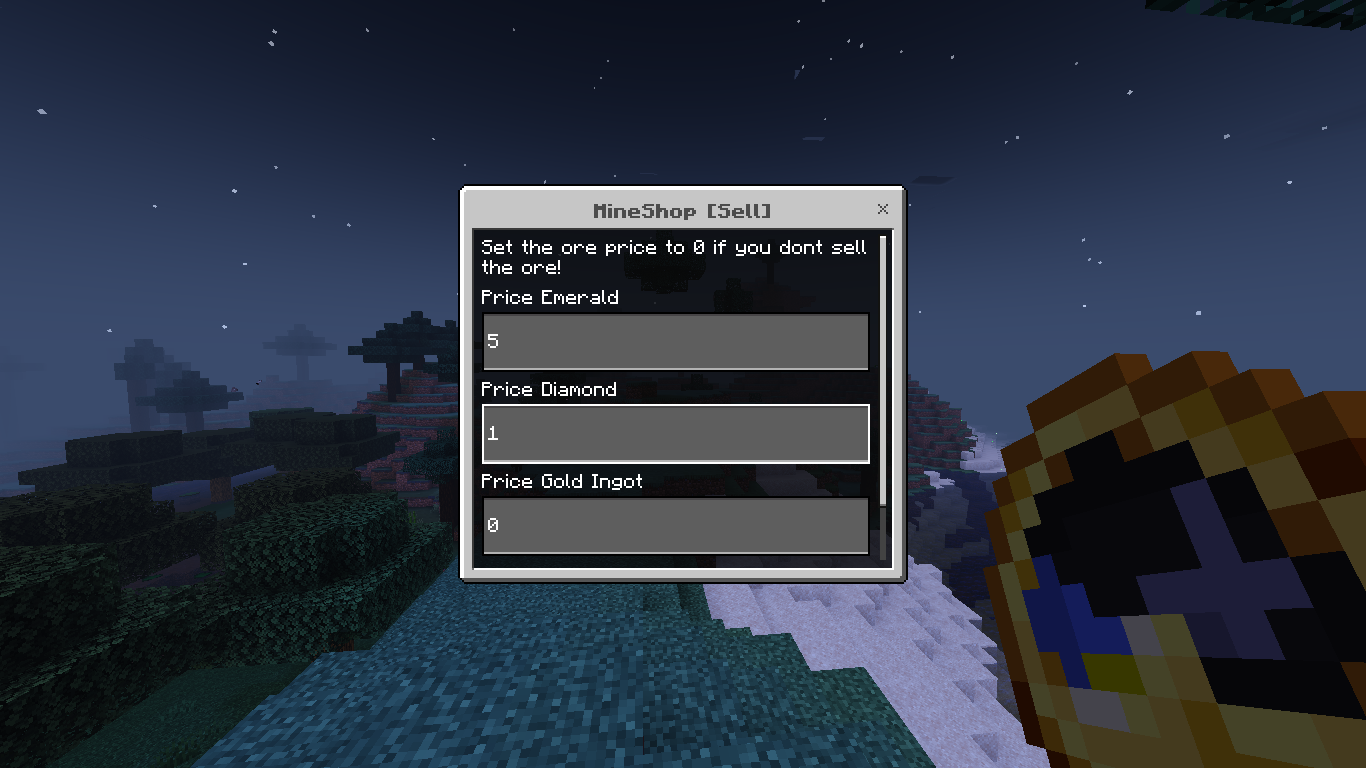 MineShop [Sell]
Set the ore price to 0 if you dont sell
the ore!
Price Emerald
5
Price Diamond
1
Price Gold Ingot
0